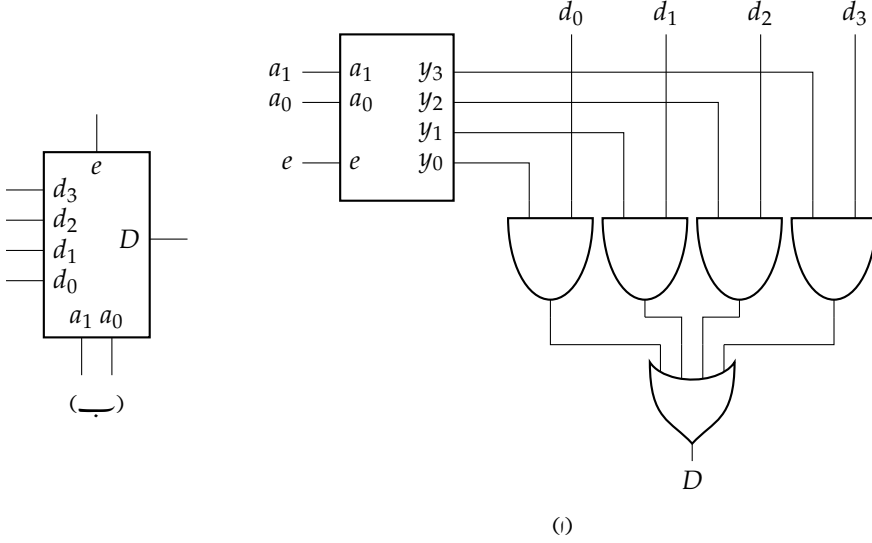 d₀ d₁ d₂ d₃
a₁ a₁ y₃
a₀ a₀ y₂
y₁
e e y₀
e
d₃
d₂
d₁ D
d₀
a₁ a₀
(ب)
D
(ا)